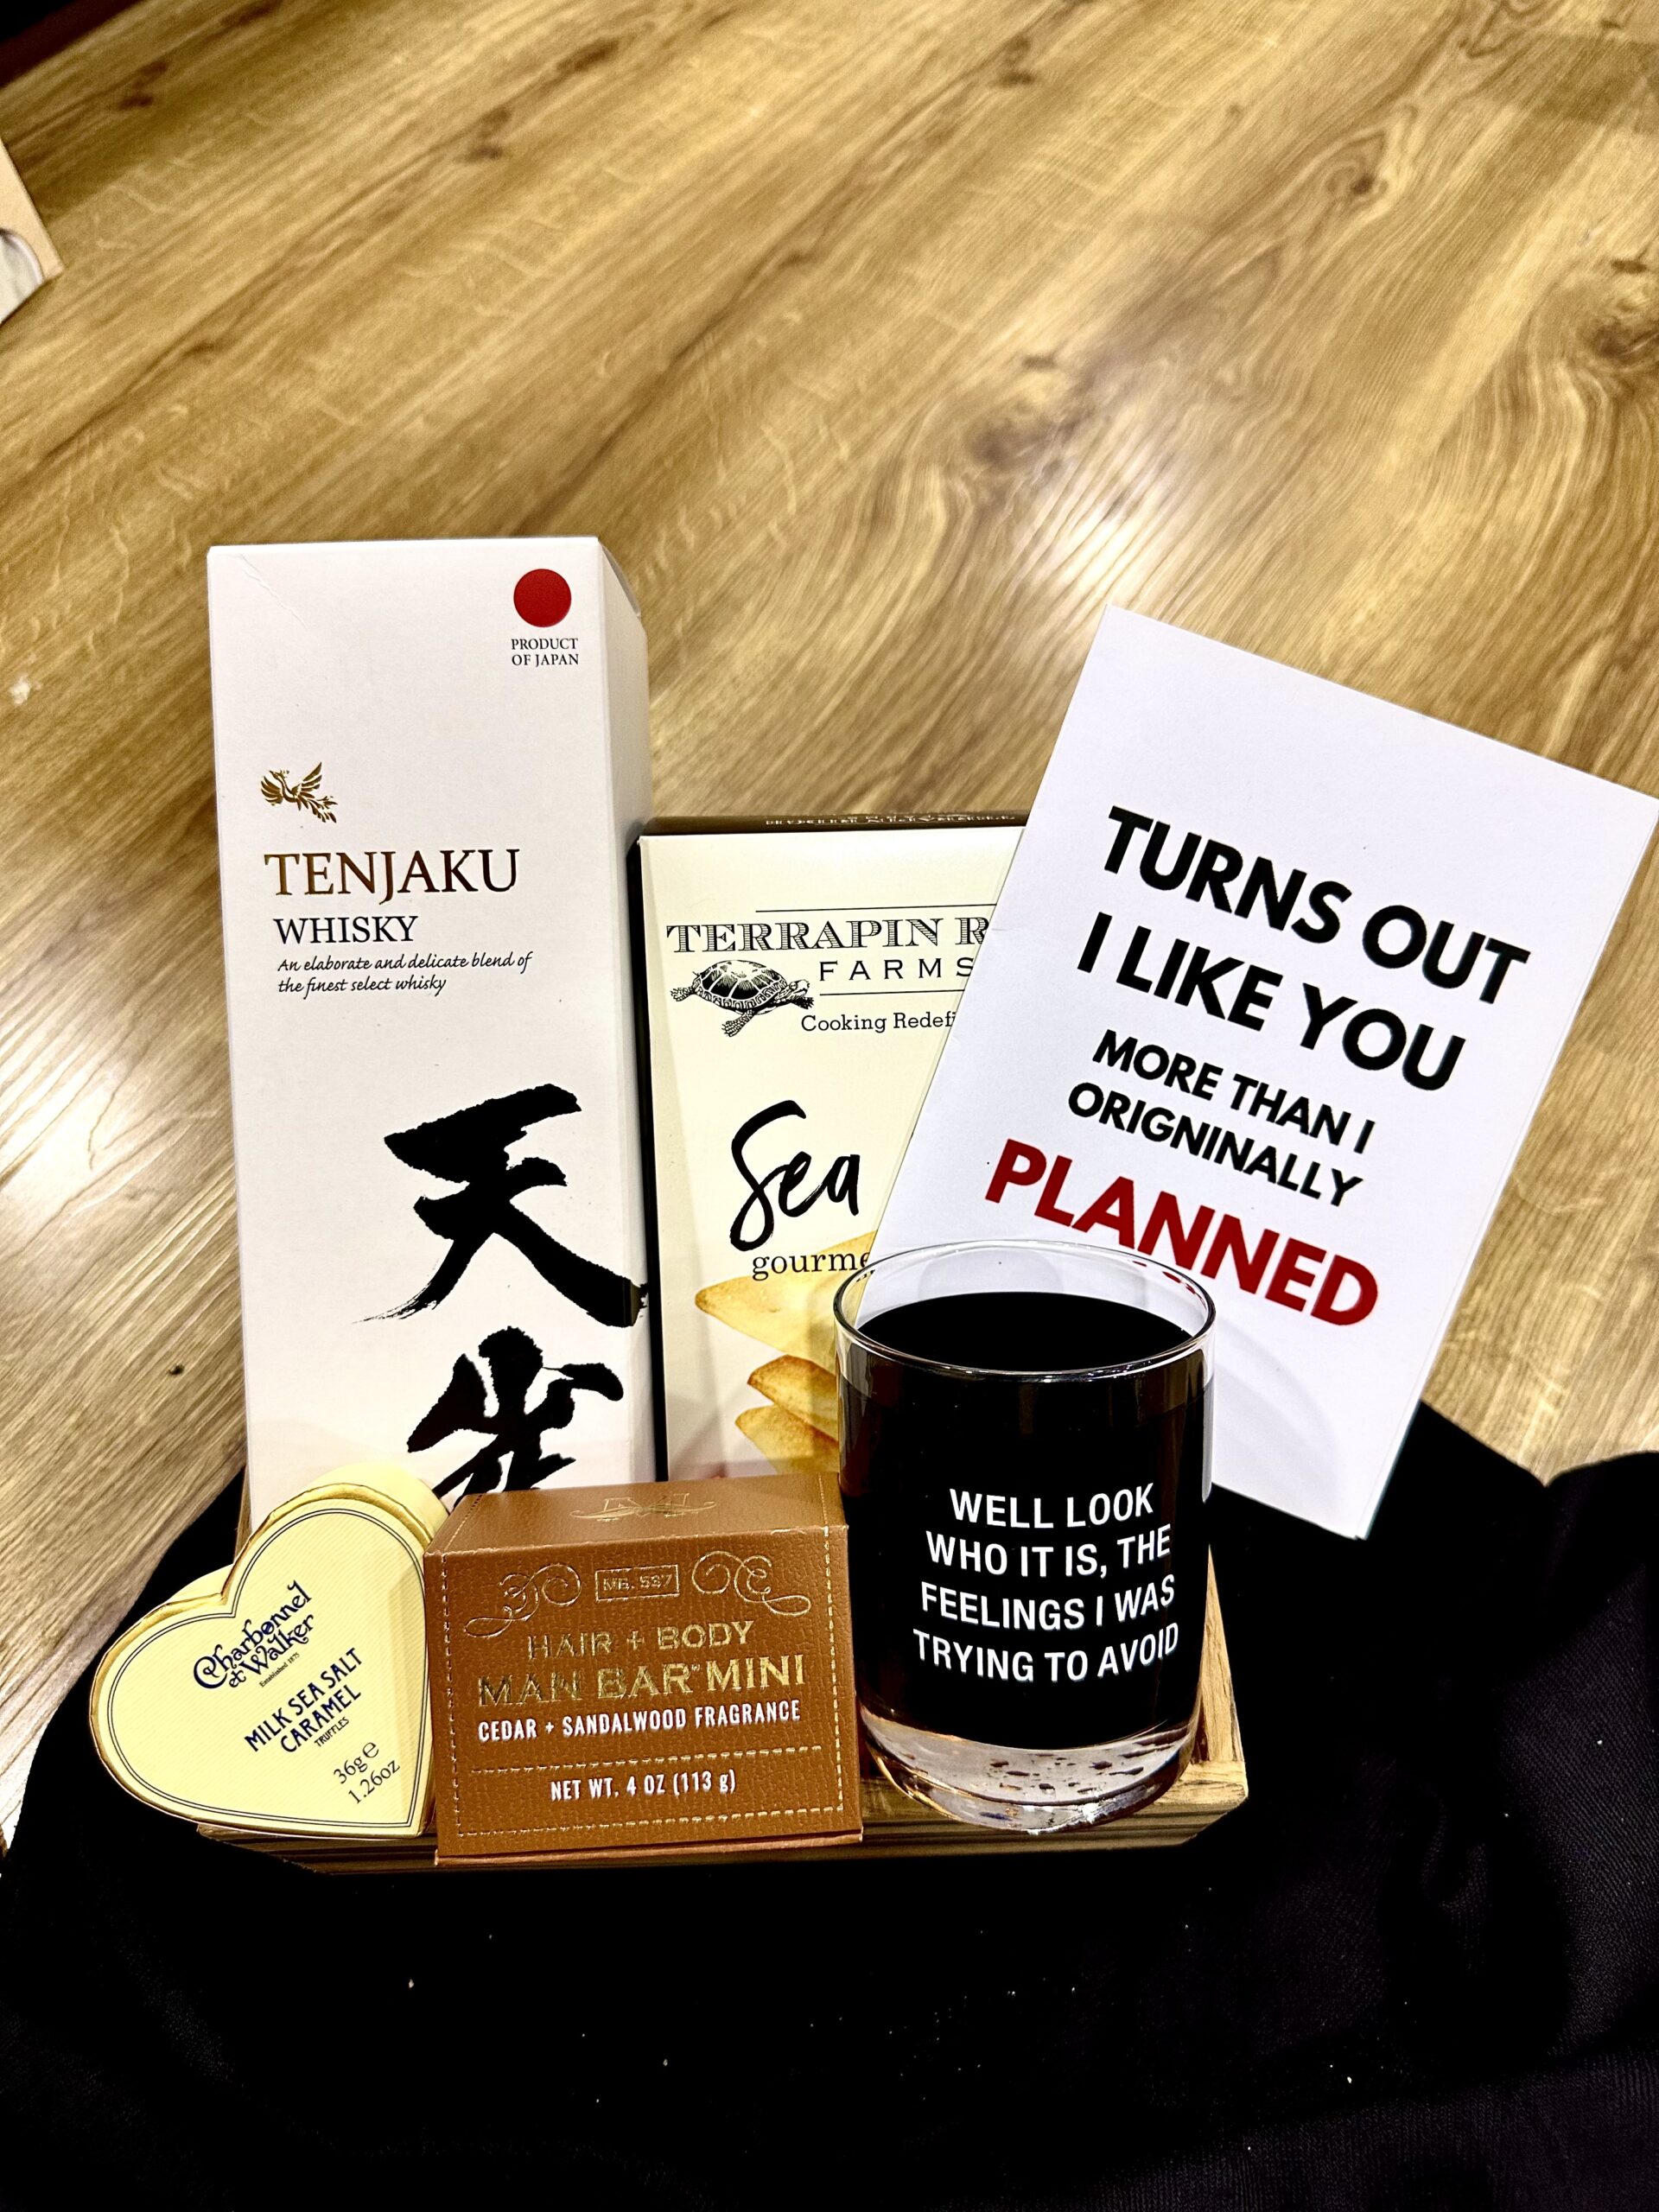 PRODUCT
OF JAPAN
TENJAKU
WHISKY
An elaborate and delicate blend of
the finest select whisky
天
雀
TERRAPIN
FARMS
Cooking
Sea
TURNS OUT
I LIKE YOU
MORE THAN I
ORIGNINALLY
PLANNED
WELL LOOK
WHO IT IS, THE
FEELINGS I WAS
TRYING TO AVOID
Charbonnel
et Walker
Established 1875
MILK SEA SALT
CARAMEL
TRUFFLES
36g ℮
1.26oz
HAIR + BODY
MAN BAR® MINI
CEDAR + SANDALWOOD FRAGRANCE
NET WT. 4 OZ (113 g)